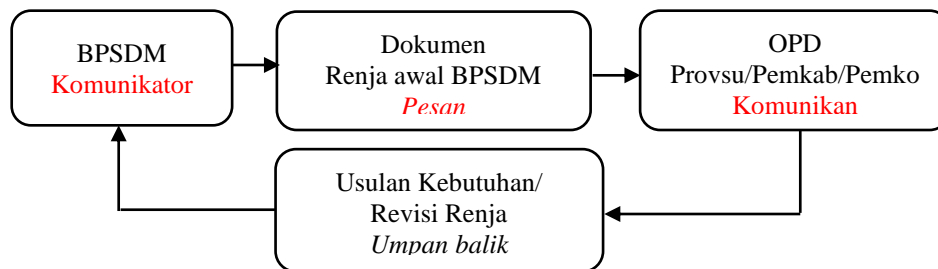 BPSDM
Komunikator
Dokumen
Renja awal BPSDM
Pesan
OPD
Provsu/Pemkab/Pemko
Komunikan
Usulan Kebutuhan/
Revisi Renja
Umpan balik